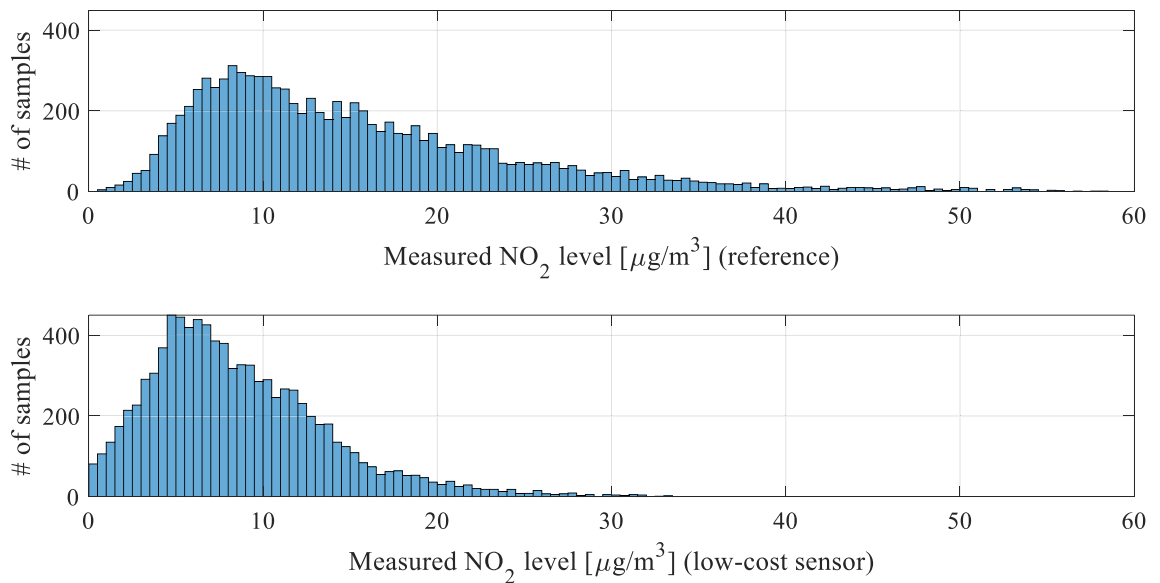 400
200
0
# of samples
0 10 20 30 40 50 60
Measured NO₂ level [μg/m³] (reference)
400
200
0
# of samples
0 10 20 30 40 50 60
Measured NO₂ level [μg/m³] (low-cost sensor)